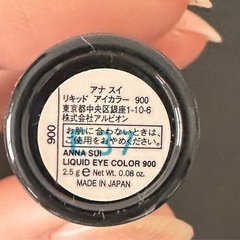 アナ スイ
リキッド アイカラー 900
東京都中央区銀座1-10-6
株式会社アルビオン
お肌に合わないときは、
ご使用をおやめください。
ANNA SUI
LIQUID EYE COLOR 900
2.5 g ℮ Net Wt. 0.08 oz.
MADE IN JAPAN
900